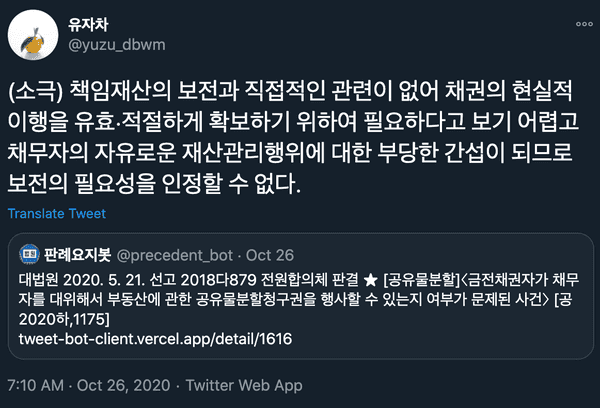 유자차
@yuzu_dbwm
(소극) 책임재산의 보전과 직접적인 관련이 없어 채권의 현실적
이행을 유효·적절하게 확보하기 위하여 필요하다고 보기 어렵고
채무자의 자유로운 재산관리행위에 대한 부당한 간섭이 되므로
보전의 필요성을 인정할 수 없다.
Translate Tweet
판례요지봇 @precedent_bot · Oct 26
대법원 2020. 5. 21. 선고 2018다879 전원합의체 판결 ★ [공유물분할]〈금전채권자가 채무
자를 대위해서 부동산에 관한 공유물분할청구권을 행사할 수 있는지 여부가 문제된 사건〉 [공
2020하,1175]
tweet-bot-client.vercel.app/detail/1616
7:10 AM · Oct 26, 2020 · Twitter Web App